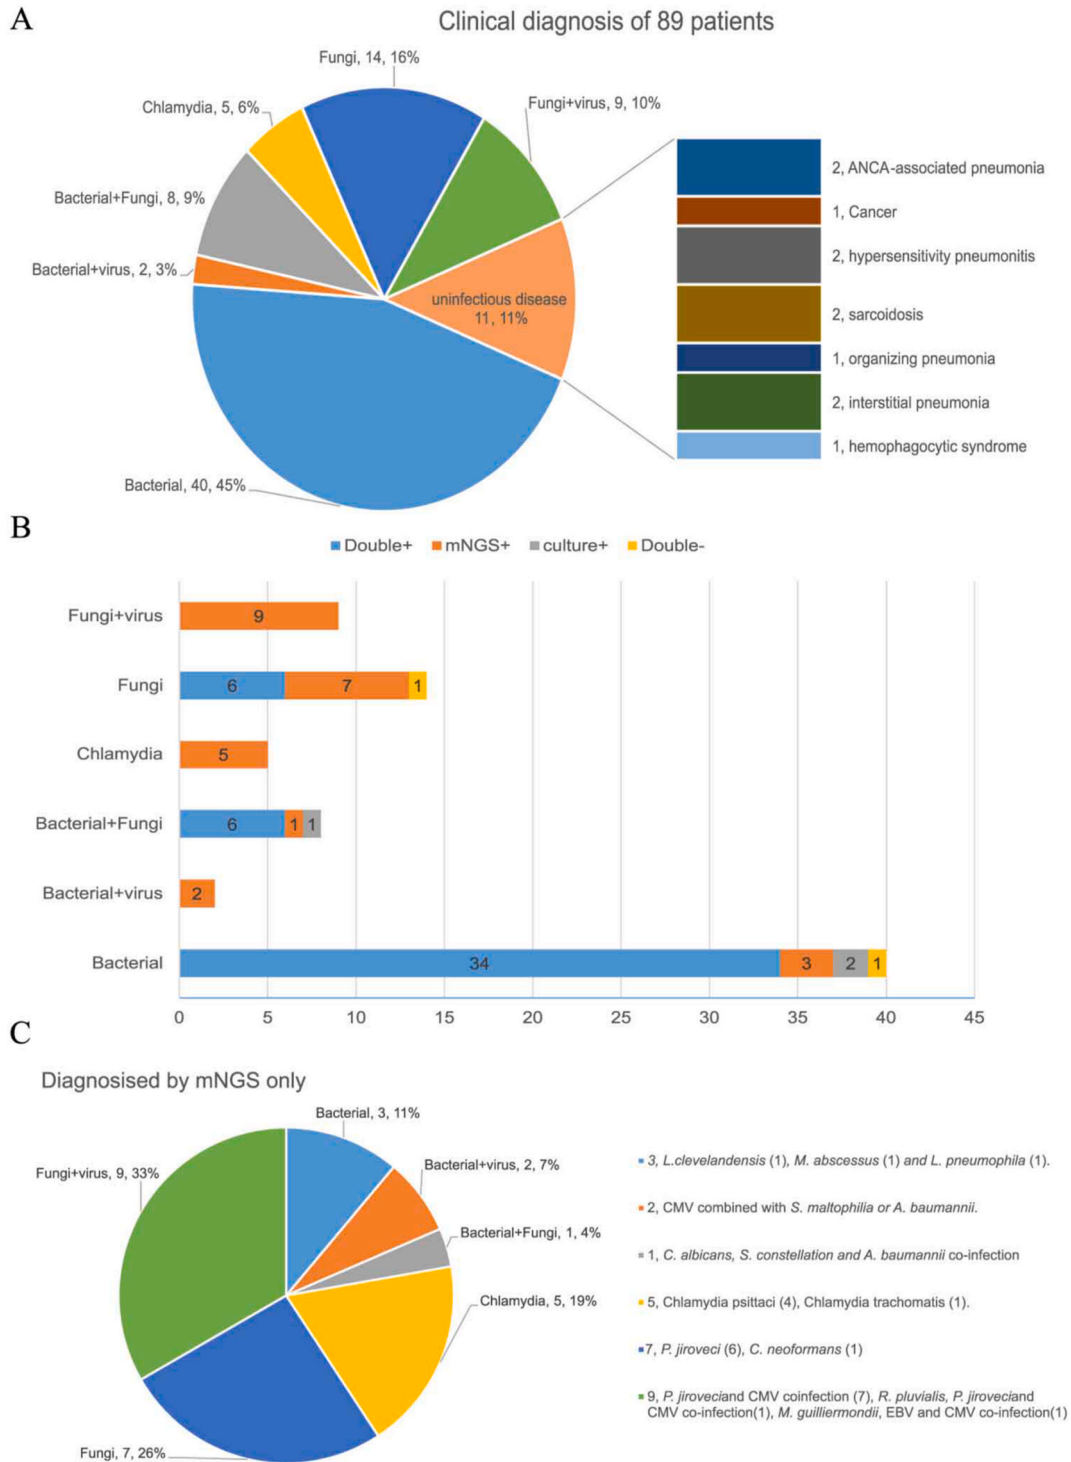 A
Clinical diagnosis of 89 patients
Fungi, 14, 16%
Chlamydia, 5, 6%
Fungi+virus, 9, 10%
Bacterial+Fungi, 8, 9%
Bacterial+virus, 2, 3%
uninfectious disease
11, 11%
Bacterial, 40, 45%
2, ANCA-associated pneumonia
1, Cancer
2, hypersensitivity pneumonitis
2, sarcoidosis
1, organizing pneumonia
2, interstitial pneumonia
1, hemophagocytic syndrome
B
Double+ mNGS+ culture+ Double-
Fungi+virus 9
Fungi 6 7 1
Chlamydia 5
Bacterial+Fungi 6 1 1
Bacterial+virus 2
Bacterial 34 3 2 1
0 5 10 15 20 25 30 35 40 45
C
Diagnosised by mNGS only
Bacterial, 3, 11%
Bacterial+virus, 2, 7%
Bacterial+Fungi, 1, 4%
Chlamydia, 5, 19%
Fungi, 7, 26%
Fungi+virus, 9, 33%
3, L.clevelandensis (1), M. abscessus (1) and L. pneumophila (1).
2, CMV combined with S. maltophilia or A. baumannii.
1, C. albicans, S. constellation and A. baumannii co-infection
5, Chlamydia psittaci (4), Chlamydia trachomatis (1).
7, P. jiroveci (6), C. neoformans (1)
9, P. jiroveciand CMV coinfection (7), R. pluvialis, P. jiroveciand
CMV co-infection(1), M. guilliermondii, EBV and CMV co-infection(1)